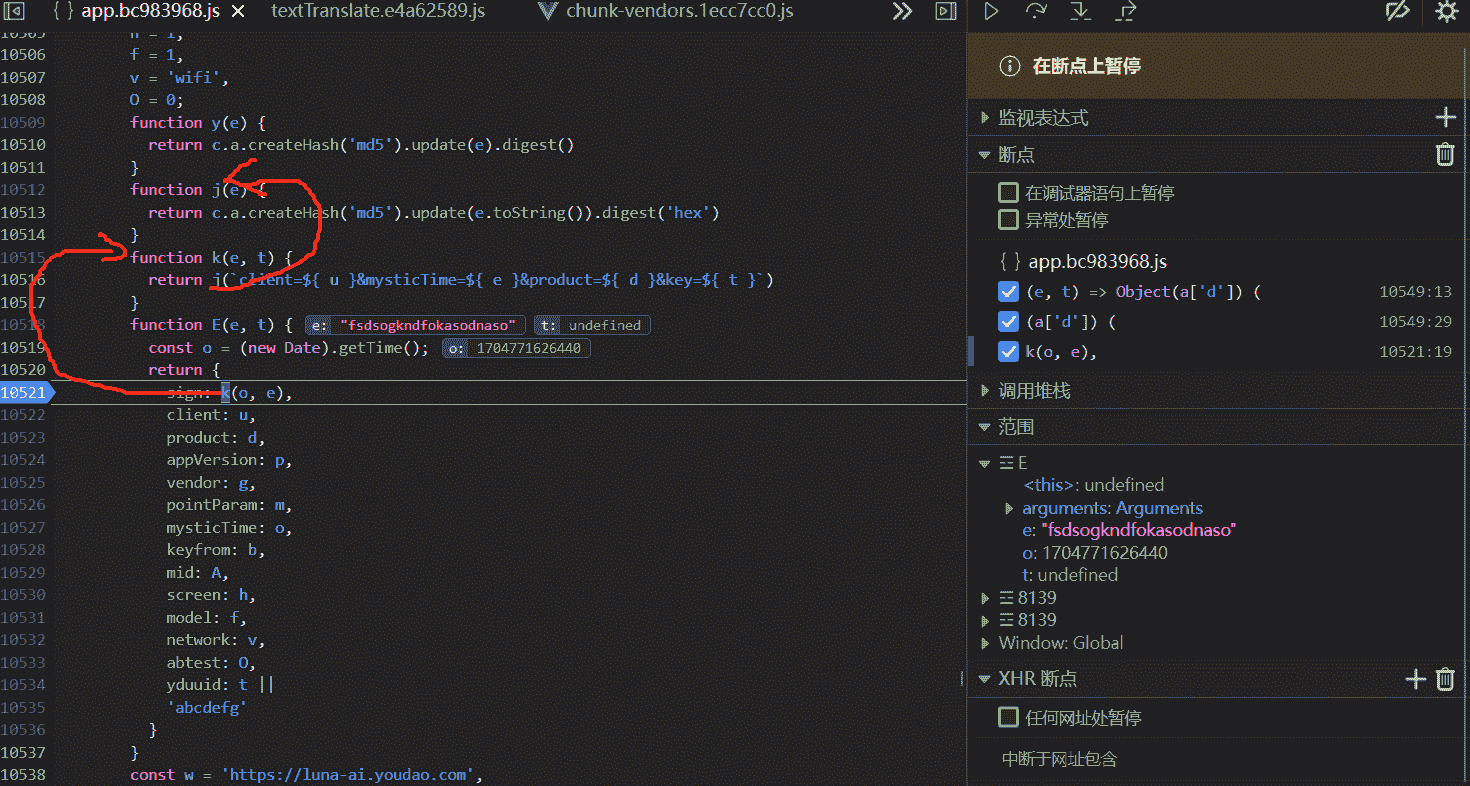 app.bc983968.js
textTranslate.e4a62589.js
chunk-vendors.1ecc7cc0.js
10506 f = 1,
10507 v = 'wifi',
10508 O = 0;
10509 function y(e) {
10510 return c.a.createHash('md5').update(e).digest()
10511 }
10512 function j(e) {
10513 return c.a.createHash('md5').update(e.toString()).digest('hex')
10514 }
10515 function k(e, t) {
10516 return j(`client=${ u }&mysticTime=${ e }&product=${ d }&key=${ t }`)
10517 }
10518 function E(e, t) { e: "fsdsogkndfokasodnaso" t: undefined
10519 const o = (new Date).getTime(); o: 1704771626440
10520 return {
10521 sign: k(o, e),
10522 client: u,
10523 product: d,
10524 appVersion: p,
10525 vendor: g,
10526 pointParam: m,
10527 mysticTime: o,
10528 keyfrom: b,
10529 mid: A,
10530 screen: h,
10531 model: f,
10532 network: v,
10533 abtest: O,
10534 yduuid: t ||
10535 'abcdefg'
10536 }
10537 }
10538 const w = 'https://luna-ai.youdao.com',
在断点上暂停
监视表达式
断点
在调试器语句上暂停
异常处暂停
{ } app.bc983968.js
(e, t) => Object(a['d']) ( 10549:13
(a['d']) ( 10549:29
k(o, e), 10521:19
调用堆栈
范围
E
<this>: undefined
arguments: Arguments
e: "fsdsogkndfokasodnaso"
o: 1704771626440
t: undefined
8139
8139
Window: Global
XHR 断点
任何网址处暂停
中断于网址包含